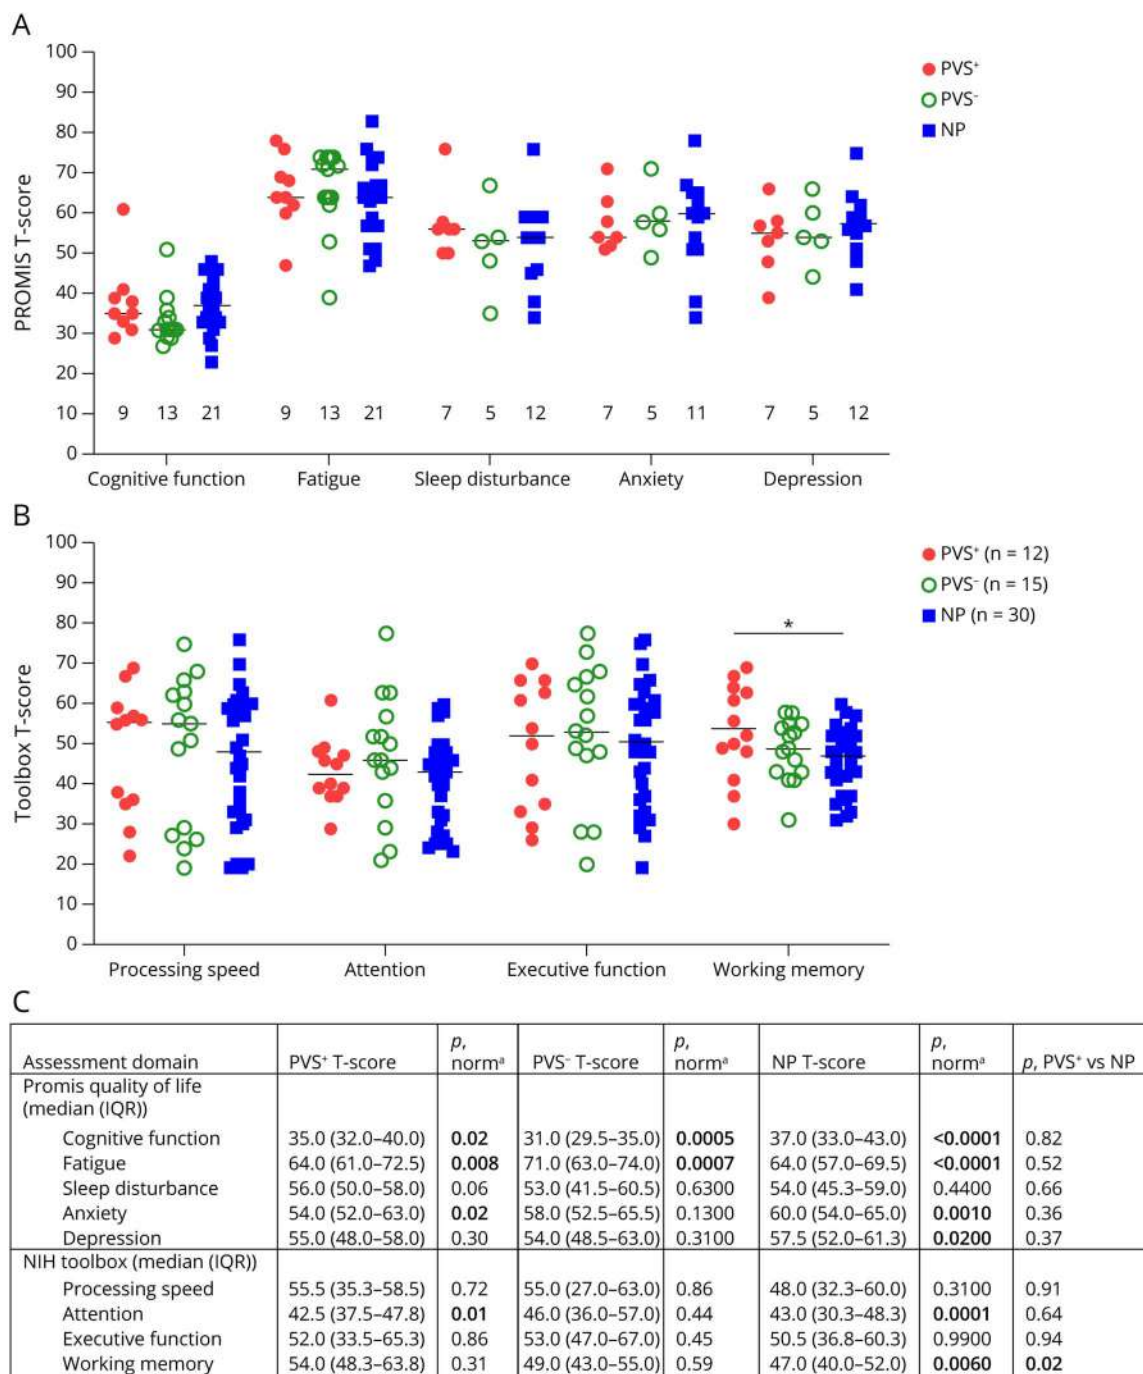 A
100
90
80
70
60
50
40
30
20
10
0
PROMIS T-score
PVS⁺
PVS⁻
NP
9 13 21 9 13 21 7 5 12 7 5 11 7 5 12
Cognitive function Fatigue Sleep disturbance Anxiety Depression
B
100
90
80
70
60
50
40
30
20
10
0
Toolbox T-score
PVS⁺ (n = 12)
PVS⁻ (n = 15)
NP (n = 30)
*
Processing speed Attention Executive function Working memory
C
Assessment domain PVS⁺ T-score p, normᵃ PVS⁻ T-score p, normᵃ NP T-score p, normᵃ p, PVS⁺ vs NP
Promis quality of life
(median (IQR))
Cognitive function 35.0 (32.0–40.0) 0.02 31.0 (29.5–35.0) 0.0005 37.0 (33.0–43.0) <0.0001 0.82
Fatigue 64.0 (61.0–72.5) 0.008 71.0 (63.0–74.0) 0.0007 64.0 (57.0–69.5) <0.0001 0.52
Sleep disturbance 56.0 (50.0–58.0) 0.06 53.0 (41.5–60.5) 0.6300 54.0 (45.3–59.0) 0.4400 0.66
Anxiety 54.0 (52.0–63.0) 0.02 58.0 (52.5–65.5) 0.1300 60.0 (54.0–65.0) 0.0010 0.36
Depression 55.0 (48.0–58.0) 0.30 54.0 (48.5–63.0) 0.3100 57.5 (52.0–61.3) 0.0200 0.37
NIH toolbox (median (IQR))
Processing speed 55.5 (35.3–58.5) 0.72 55.0 (27.0–63.0) 0.86 48.0 (32.3–60.0) 0.3100 0.91
Attention 42.5 (37.5–47.8) 0.01 46.0 (36.0–57.0) 0.44 43.0 (30.3–48.3) 0.0001 0.64
Executive function 52.0 (33.5–65.3) 0.86 53.0 (47.0–67.0) 0.45 50.5 (36.8–60.3) 0.9900 0.94
Working memory 54.0 (48.3–63.8) 0.31 49.0 (43.0–55.0) 0.59 47.0 (40.0–52.0) 0.0060 0.02